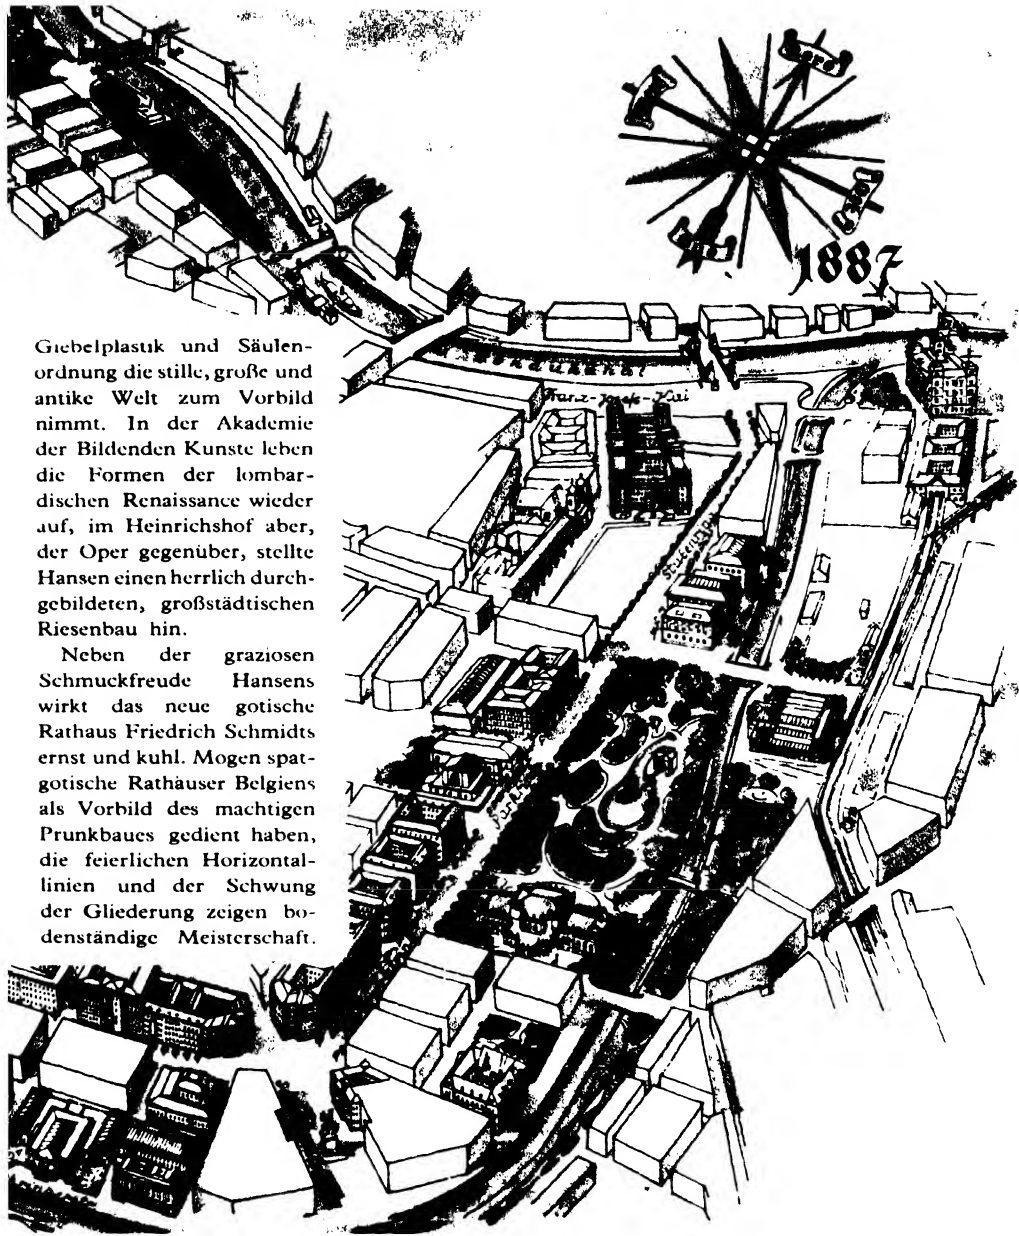 1887
Donaukanal
Franz-Josefs-Kai
Stubenring
Giebelplastik und Säulen-
ordnung die stille, große und
antike Welt zum Vorbild
nimmt. In der Akademie
der Bildenden Kunste leben
die Formen der lombar-
dischen Renaissance wieder
auf, im Heinrichshof aber,
der Oper gegenüber, stellte
Hansen einen herrlich durch-
gebildeten, großstädtischen
Riesenbau hin.
Neben der graziosen
Schmuckfreude Hansens
wirkt das neue gotische
Rathaus Friedrich Schmidts
ernst und kuhl. Mogen spat-
gotische Rathäuser Belgiens
als Vorbild des machtigen
Prunkbaues gedient haben,
die feierlichen Horizontal-
linien und der Schwung
der Gliederung zeigen bo-
denständige Meisterschaft.